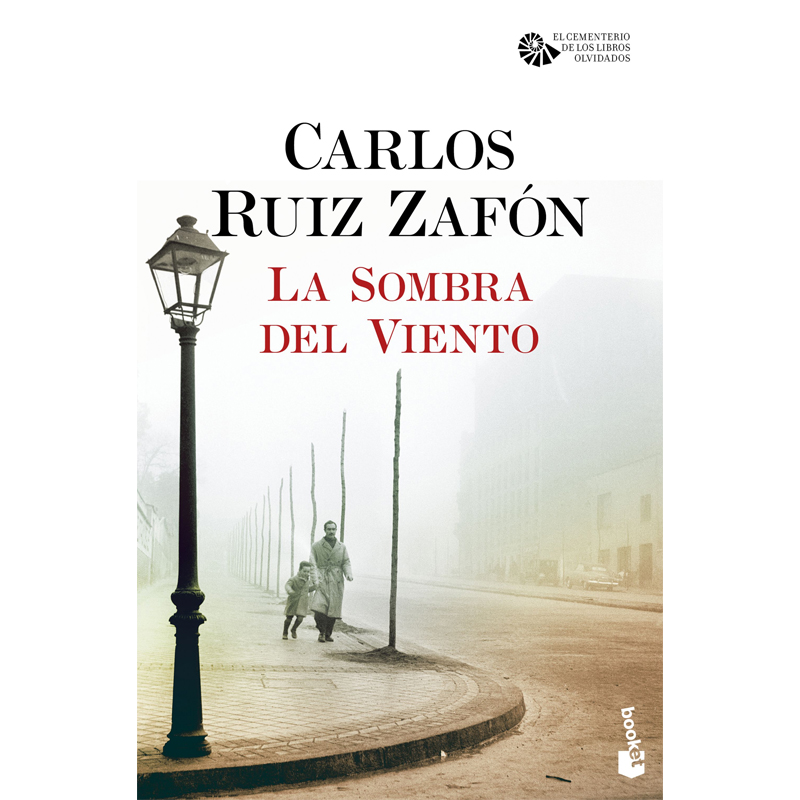 EL CEMENTERIO
DE LOS LIBROS
OLVIDADOS
CARLOS
RUIZ ZAFÓN
LA SOMBRA
DEL VIENTO
booket